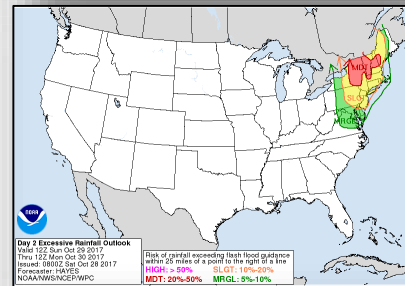 MDT
SLGT
MRGL
NOAA
Day 2 Excessive Rainfall Outlook
Valid 12Z Sun Oct 29 2017
Thru 12Z Mon Oct 30 2017
Issued: 0800Z Sat Oct 28 2017
Forecaster: HAYES
NOAA/NWS/NCEP/WPC
Risk of rainfall exceeding flash flood guidance
within 25 miles of a point to the right of a line
HIGH: > 50% SLGT: 10%-20%
MDT: 20%-50% MRGL: 5%-10%